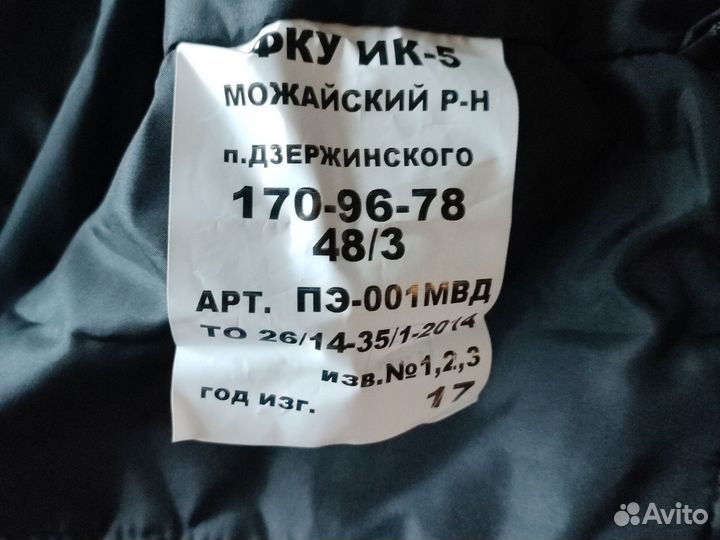 ФКУ ИК-5
МОЖАЙСКИЙ Р-Н
п.ДЗЕРЖИНСКОГО
170-96-78
48/3
АРТ. ПЭ-001МВД
ТО 26/14-35/1-2014
изв.№1,2,3
год изг. 17
Avito